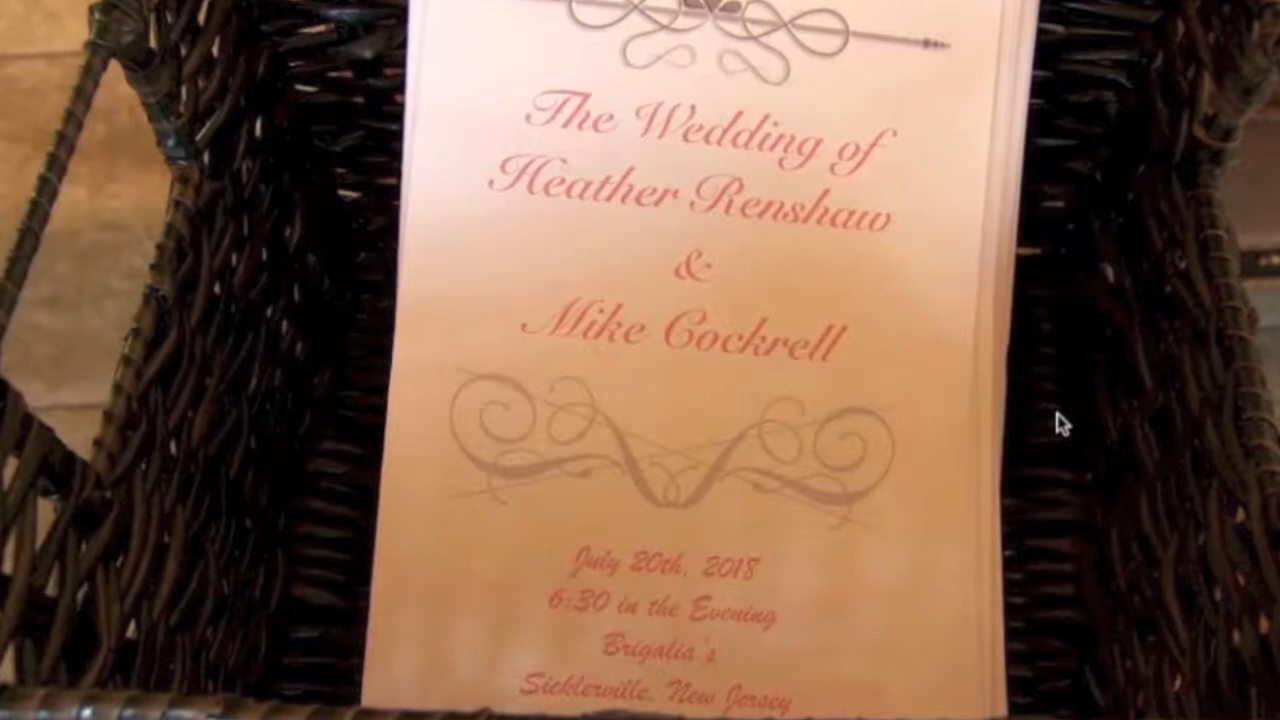 The Wedding of
Heather Renshaw
&
Mike Cockrell
July 20th, 2018
6:30 in the Evening
Brigalia's
Sicklerville, New Jersey